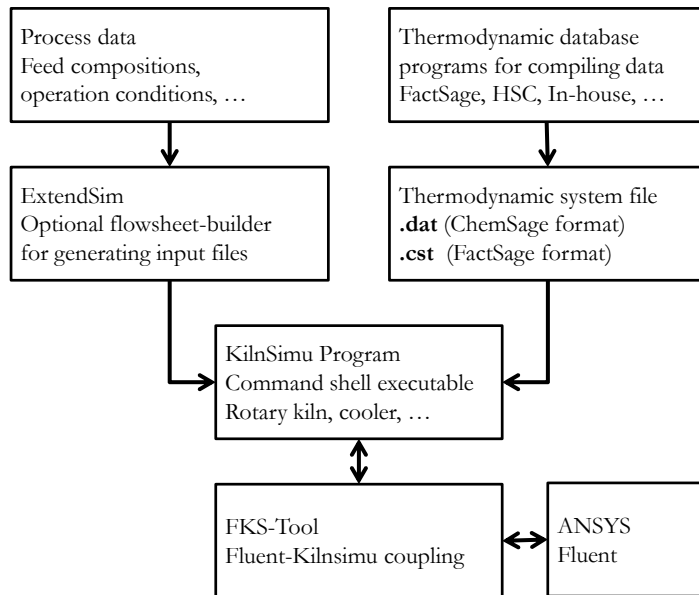 Process data
Feed compositions,
operation conditions, …
Thermodynamic database
programs for compiling data
FactSage, HSC, In-house, …
ExtendSim
Optional flowsheet-builder
for generating input files
Thermodynamic system file
.dat (ChemSage format)
.cst (FactSage format)
KilnSimu Program
Command shell executable
Rotary kiln, cooler, …
FKS-Tool
Fluent-Kilnsimu coupling
ANSYS
Fluent